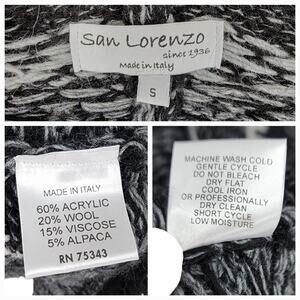 San Lorenzo
since 1936
Made in Italy
S
MADE IN ITALY
60% ACRYLIC
20% WOOL
15% VISCOSE
5% ALPACA
RN 75343
MACHINE WASH COLD
GENTLE CYCLE
DO NOT BLEACH
DRY FLAT
COOL IRON
OR PROFESSIONALLY
DRY CLEAN
SHORT CYCLE
LOW MOISTURE